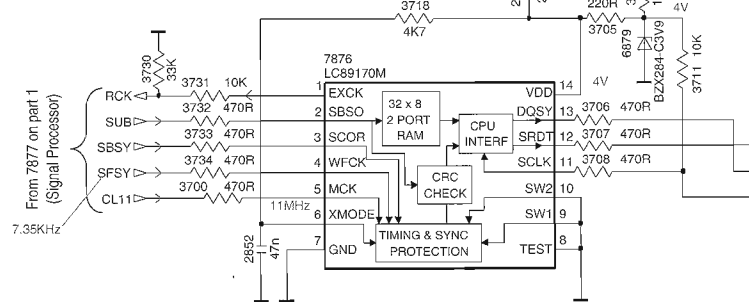 3718
4K7
220R
3705
4V
6879
BZX284-C3V9
3711 10K
3730
33K
7876
LC89170M
RCK
3731 10K
1
EXCK
VDD
14
4V
SUB
3732 470R
2
SBSO
32 x 8
2 PORT
RAM
CPU
INTERF
DQSY
13
3706 470R
SBSY
3733 470R
3
SCOR
SRDT
12
3707 470R
SFSY
3734 470R
4
WFCK
CRC
CHECK
SCLK
11
3708 470R
CL11
3700 470R
11MHz
5
MCK
SW2
10
6
XMODE
SW1
9
7
GND
TIMING & SYNC
PROTECTION
TEST
8
From 7877 on part 1
(Signal Processor)
7.35KHz
2852
47n